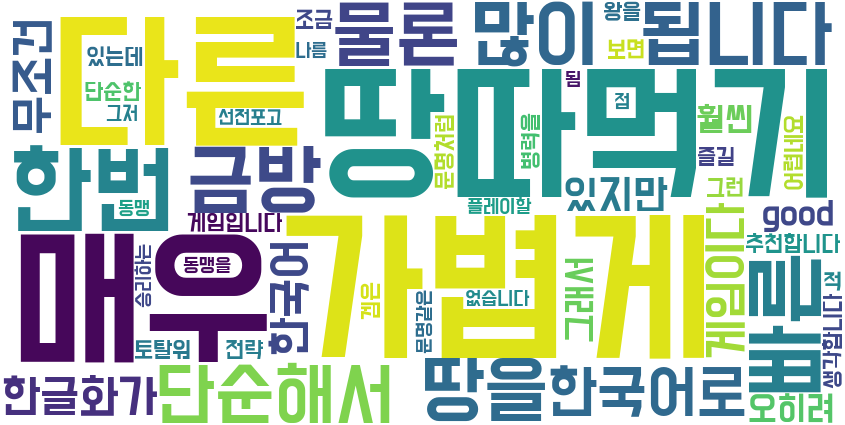 다른
땅따먹기
매우
가볍게
한번
금방
물론
많이
됩니다
무조건
있는데
단순한
그저
조금
나름
선전포고
왕을
보면
됨
점
훨씬
즐길
어렵네요
문명처럼
병력을
있지만
플레이할
그런
good
추천합니다
동맹
게임입니다
동맹을
승리하는
한국어
토탈워
전략
겜은
문명같은
없습니다
그래서
게임이다
빠른
적
생각합니다
한글화가
단순해서
땅을
한국어로
오히려